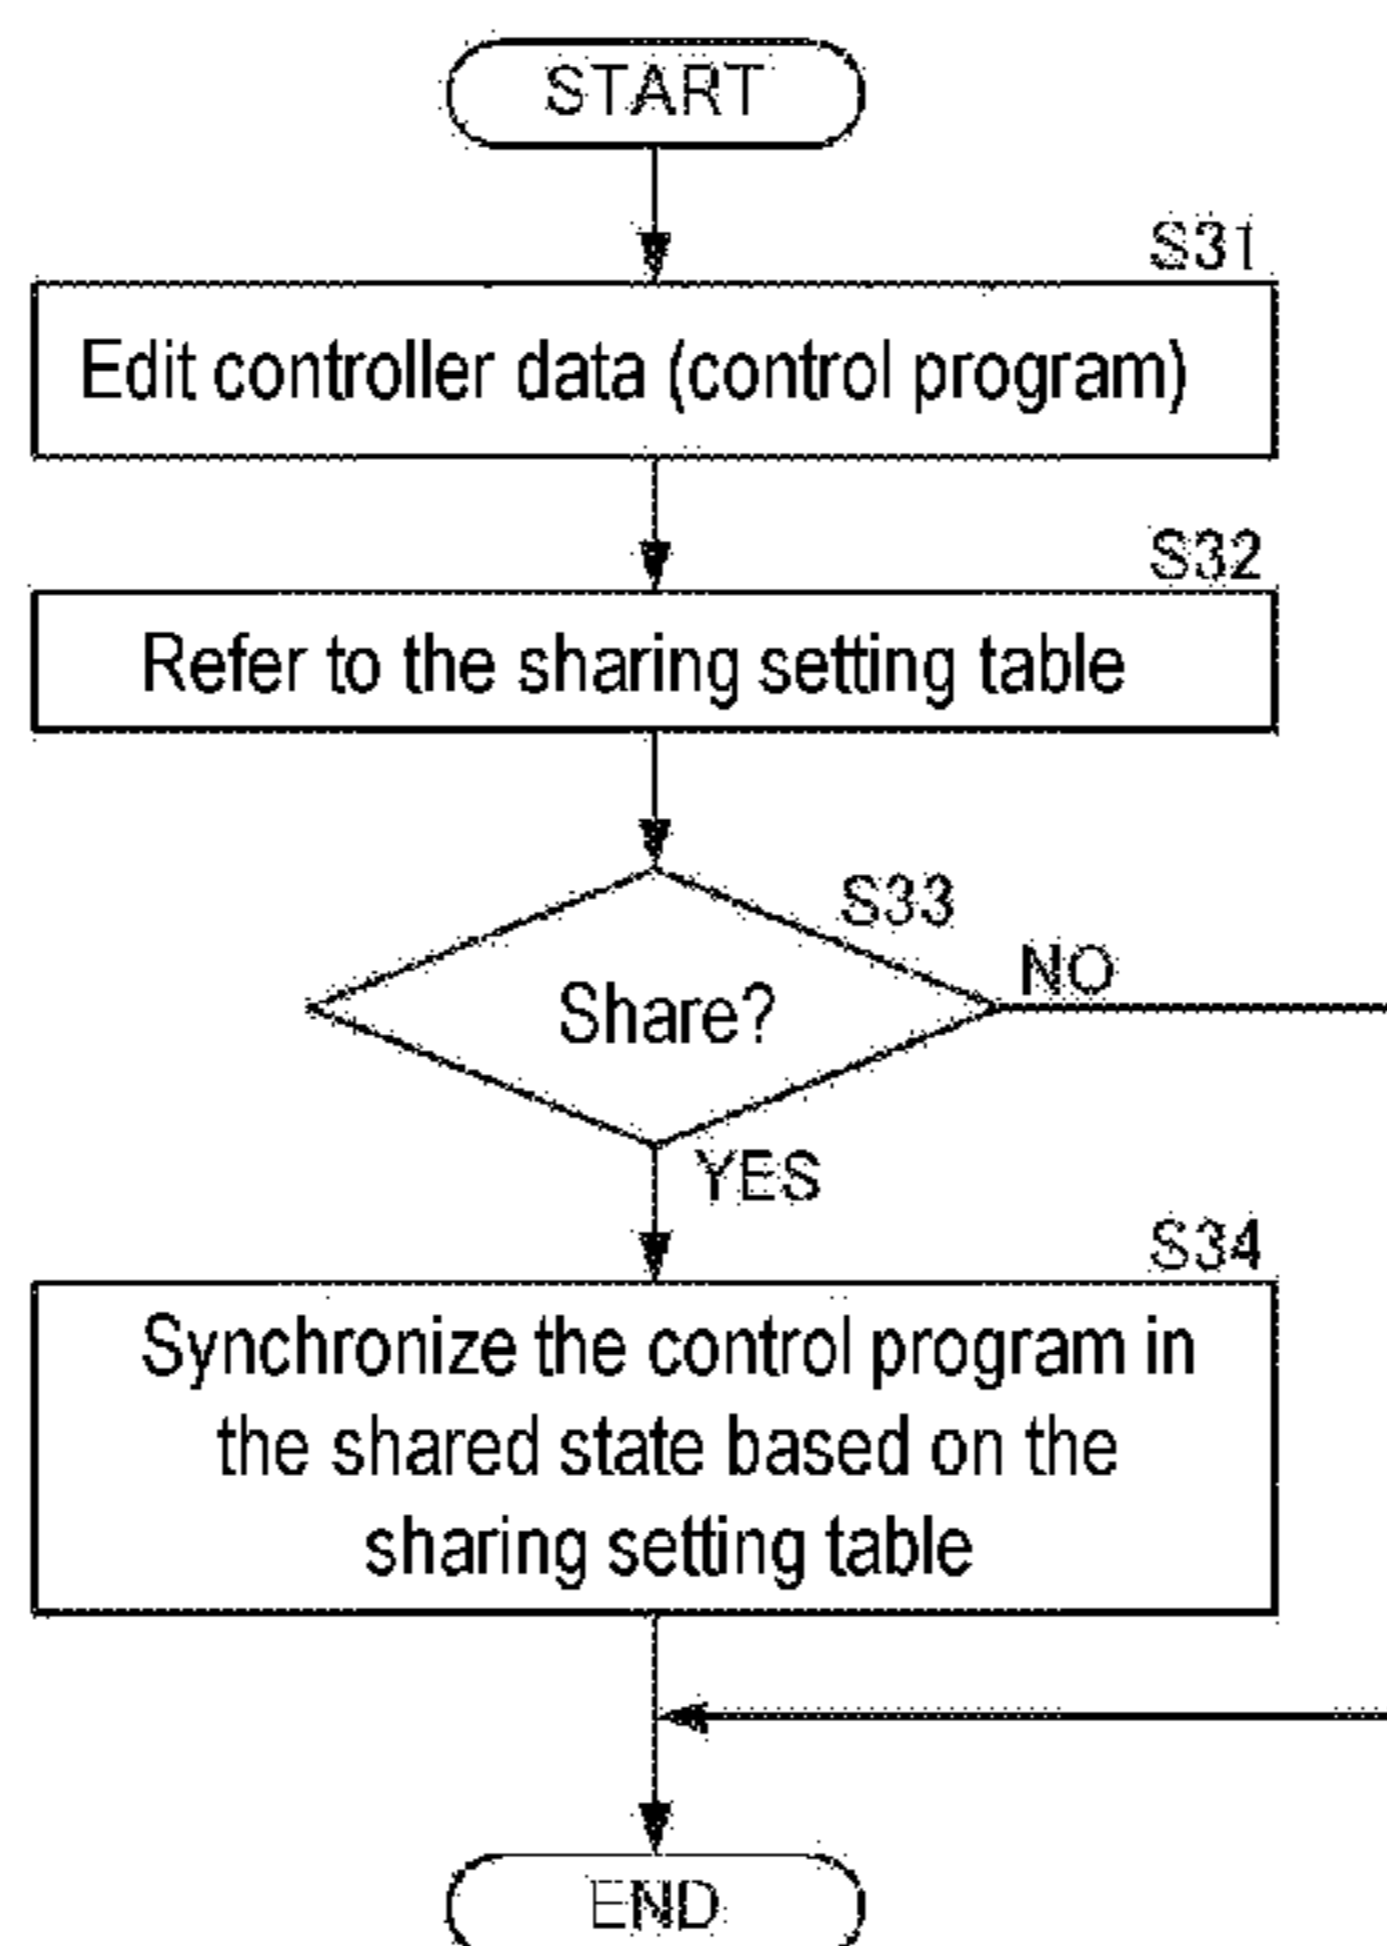 START
S31
Edit controller data (control program)
S32
Refer to the sharing setting table
S33
Share?
NO
YES
S34
Synchronize the control program in
the shared state based on the
sharing setting table
END